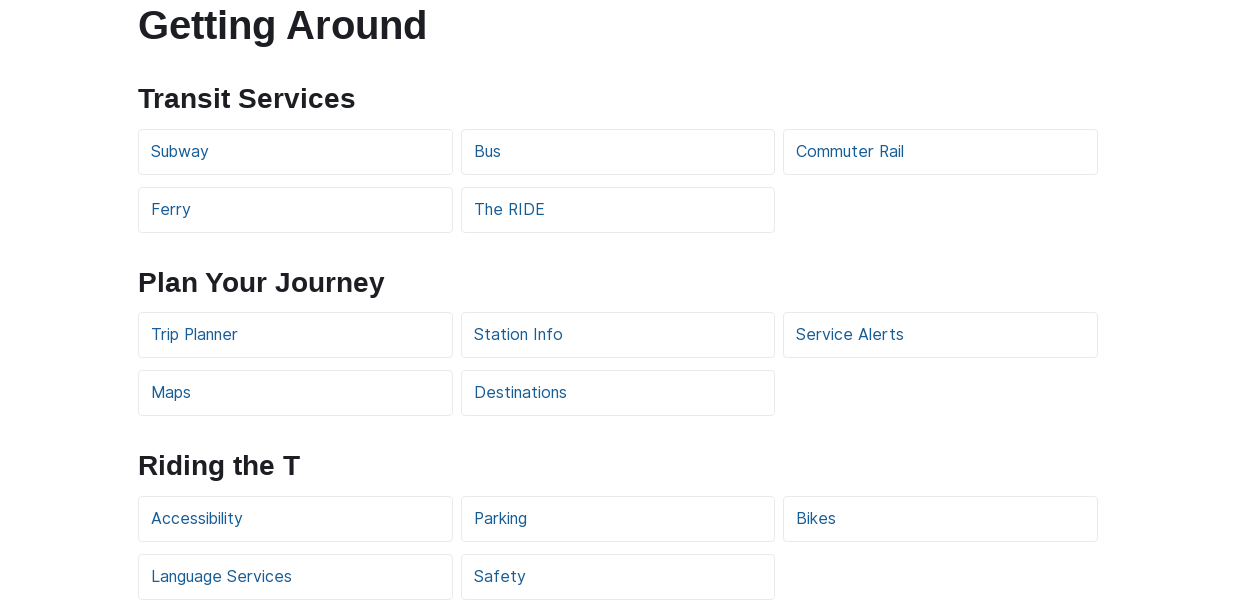 Getting Around
Transit Services
Subway
Bus
Commuter Rail
Ferry
The RIDE
Plan Your Journey
Trip Planner
Station Info
Service Alerts
Maps
Destinations
Riding the T
Accessibility
Parking
Bikes
Language Services
Safety